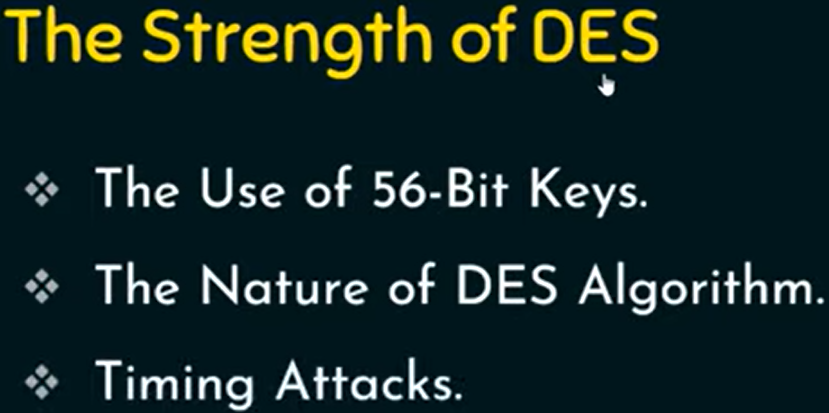 The Strength of DES
The Use of 56-Bit Keys.
The Nature of DES Algorithm.
Timing Attacks.